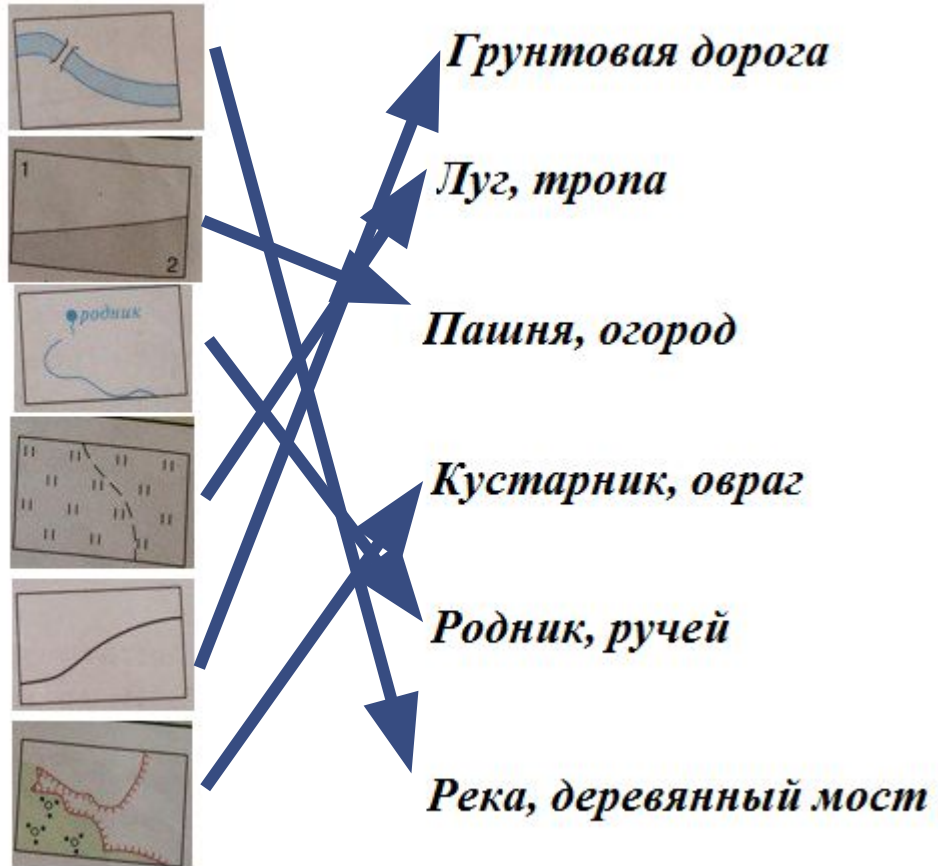 Грунтовая дорога
Луг, тропа
1
2
Пашня, огород
родник
Кустарник, овраг
Родник, ручей
Река, деревянный мост